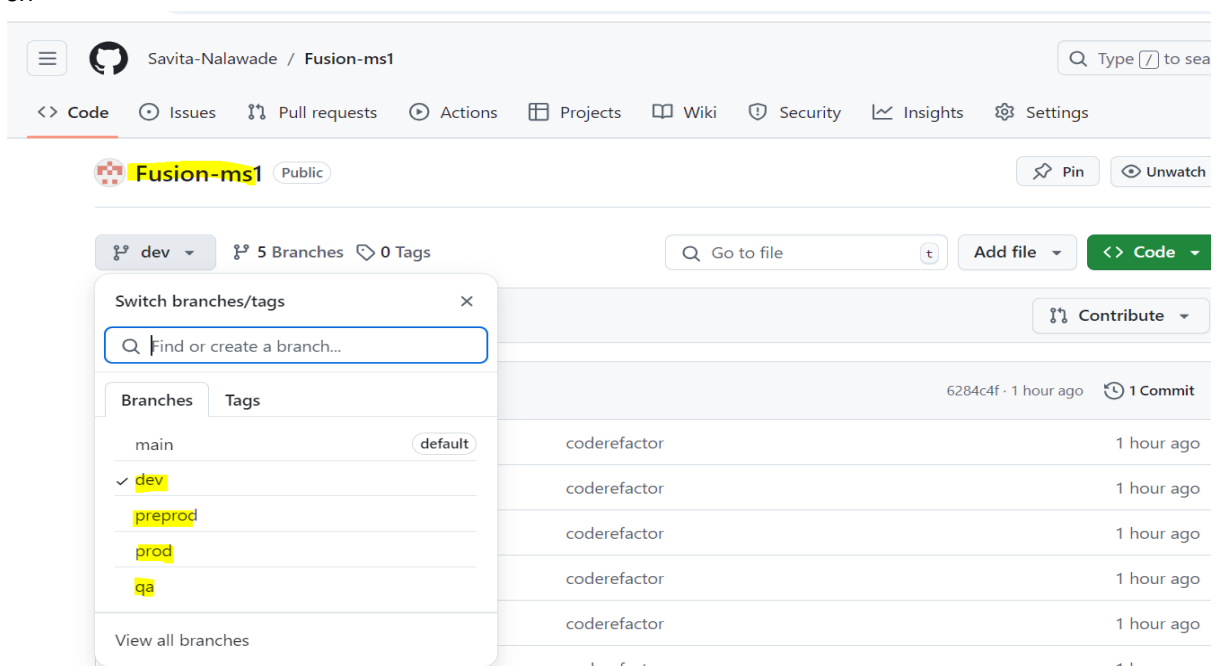 Savita-Nalawade / Fusion-ms1
Type / to sea
<> Code Issues Pull requests Actions Projects Wiki Security Insights Settings
Fusion-ms1 Public Pin Unwatch
dev 5 Branches 0 Tags Go to file t Add file <> Code
Switch branches/tags
Contribute
Find or create a branch...
Branches Tags
6284c4f · 1 hour ago 1 Commit
main default
coderefactor 1 hour ago
dev
coderefactor 1 hour ago
preprod
coderefactor 1 hour ago
prod
coderefactor 1 hour ago
qa
coderefactor 1 hour ago
View all branches